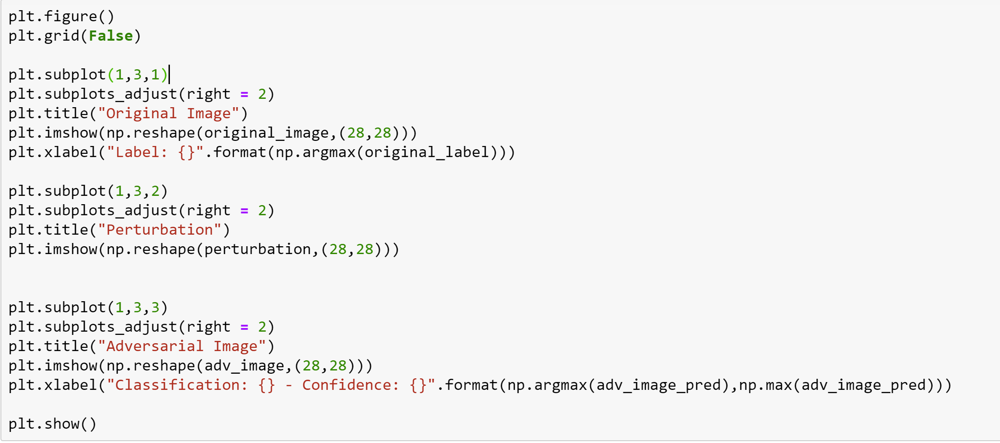 plt.figure()
plt.grid(False)
plt.subplot(1,3,1)
plt.subplots_adjust(right = 2)
plt.title("Original Image")
plt.imshow(np.reshape(original_image,(28,28)))
plt.xlabel("Label: {}".format(np.argmax(original_label)))
plt.subplot(1,3,2)
plt.subplots_adjust(right = 2)
plt.title("Perturbation")
plt.imshow(np.reshape(perturbation,(28,28)))
plt.subplot(1,3,3)
plt.subplots_adjust(right = 2)
plt.title("Adversarial Image")
plt.imshow(np.reshape(adv_image,(28,28)))
plt.xlabel("Classification: {} - Confidence: {}".format(np.argmax(adv_image_pred),np.max(adv_image_pred)))
plt.show()